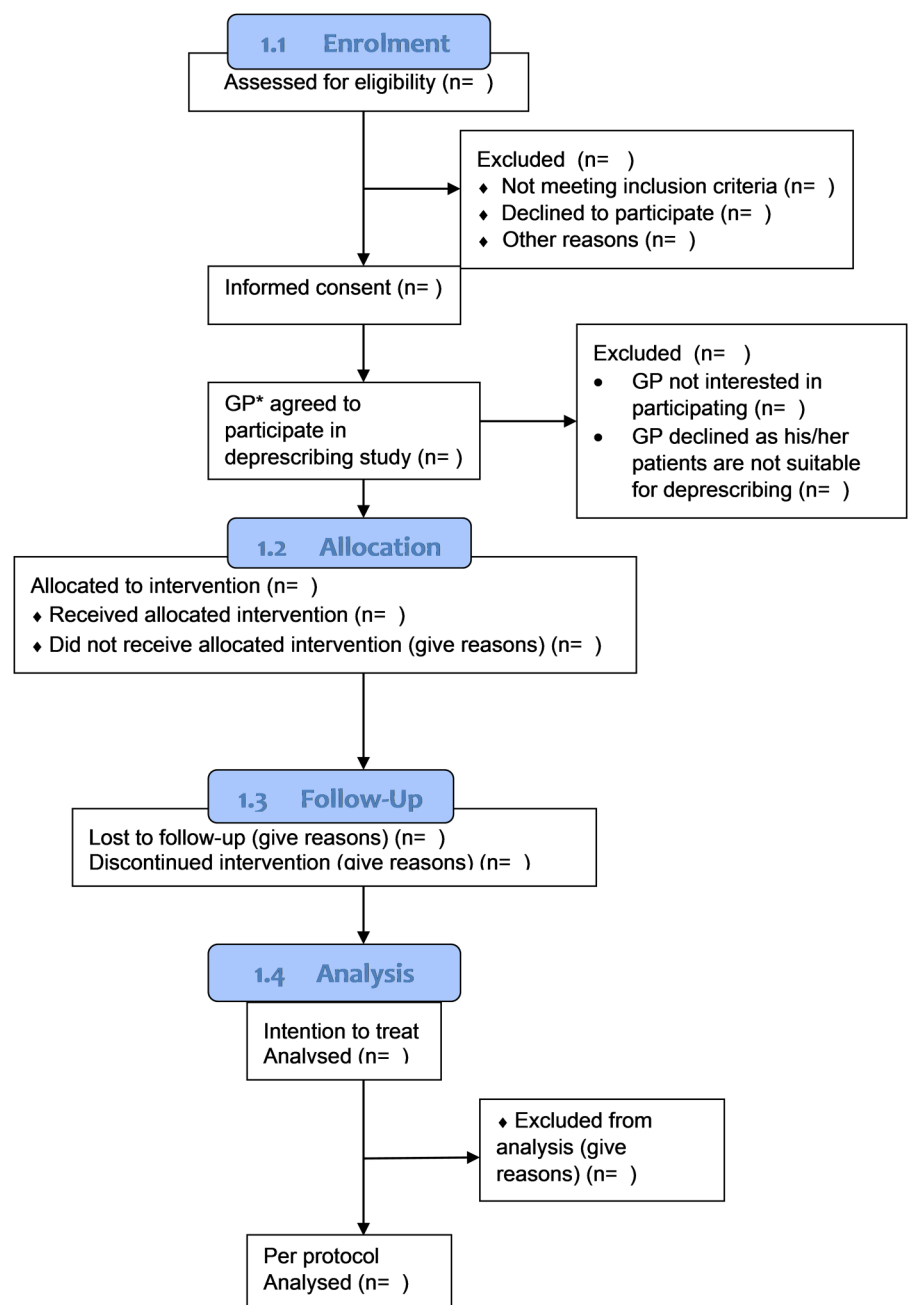 1.1 Enrolment
Assessed for eligibility (n= )
Excluded (n= )
♦ Not meeting inclusion criteria (n= )
♦ Declined to participate (n= )
♦ Other reasons (n= )
Informed consent (n= )
Excluded (n= )
• GP not interested in
participating (n= )
• GP declined as his/her
patients are not suitable
for deprescribing (n= )
GP* agreed to
participate in
deprescribing study (n= )
1.2 Allocation
Allocated to intervention (n= )
♦ Received allocated intervention (n= )
♦ Did not receive allocated intervention (give reasons) (n= )
1.3 Follow-Up
Lost to follow-up (give reasons) (n= )
Discontinued intervention (give reasons) (n= )
1.4 Analysis
Intention to treat
Analysed (n= )
♦ Excluded from
analysis (give
reasons) (n= )
Per protocol
Analysed (n= )